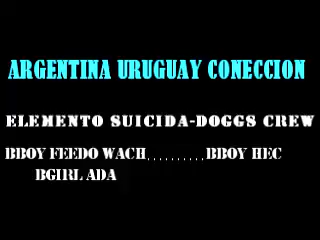 ARGENTINA URUGUAY CONECCION
ELEMENTO SUICIDA-DOGGS CREW
BBOY FEEDO WACH..........BBOY HEC
BGIRL ADA